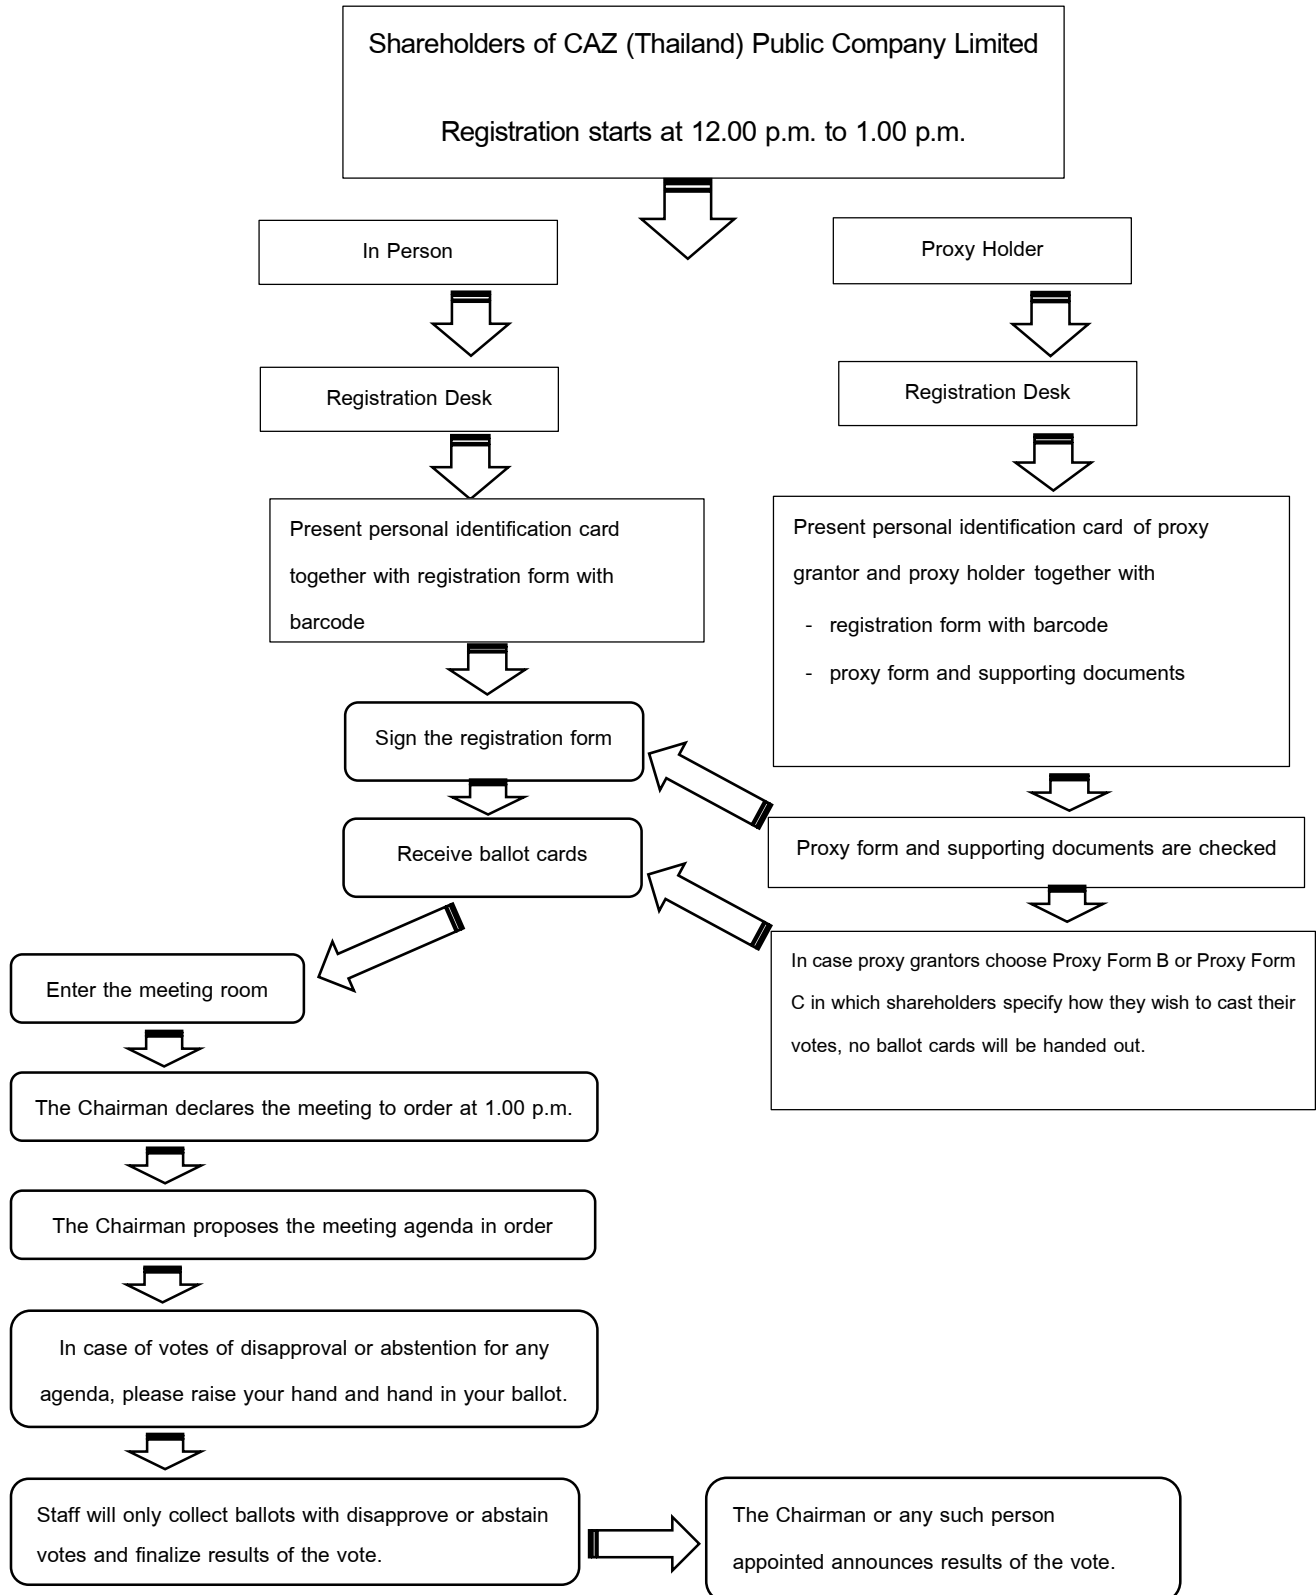 Shareholders of CAZ (Thailand) Public Company Limited
Registration starts at 12.00 p.m. to 1.00 p.m.
In Person
Proxy Holder
Registration Desk
Registration Desk
Present personal identification card
together with registration form with
barcode
Present personal identification card of proxy
grantor and proxy holder together with
- registration form with barcode
- proxy form and supporting documents
Sign the registration form
Receive ballot cards
Proxy form and supporting documents are checked
In case proxy grantors choose Proxy Form B or Proxy Form
C in which shareholders specify how they wish to cast their
votes, no ballot cards will be handed out.
Enter the meeting room
The Chairman declares the meeting to order at 1.00 p.m.
The Chairman proposes the meeting agenda in order
In case of votes of disapproval or abstention for any
agenda, please raise your hand and hand in your ballot.
Staff will only collect ballots with disapprove or abstain
votes and finalize results of the vote.
The Chairman or any such person
appointed announces results of the vote.